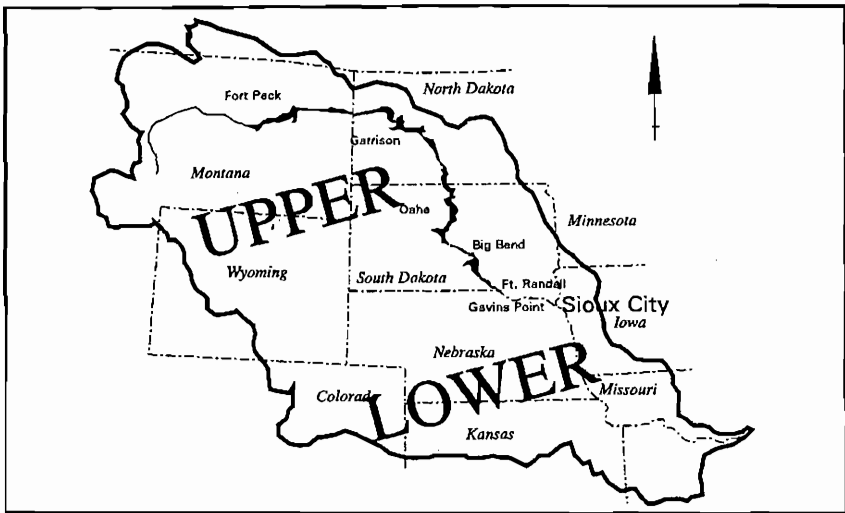 North Dakota
Fort Peck
Garrison
Montana
UPPER
Oahe
Minnesota
Big Bend
Wyoming
South Dakota
Ft. Randall
Gavins Point
Sioux City
Iowa
Nebraska
LOWER
Colorado
Missouri
Kansas